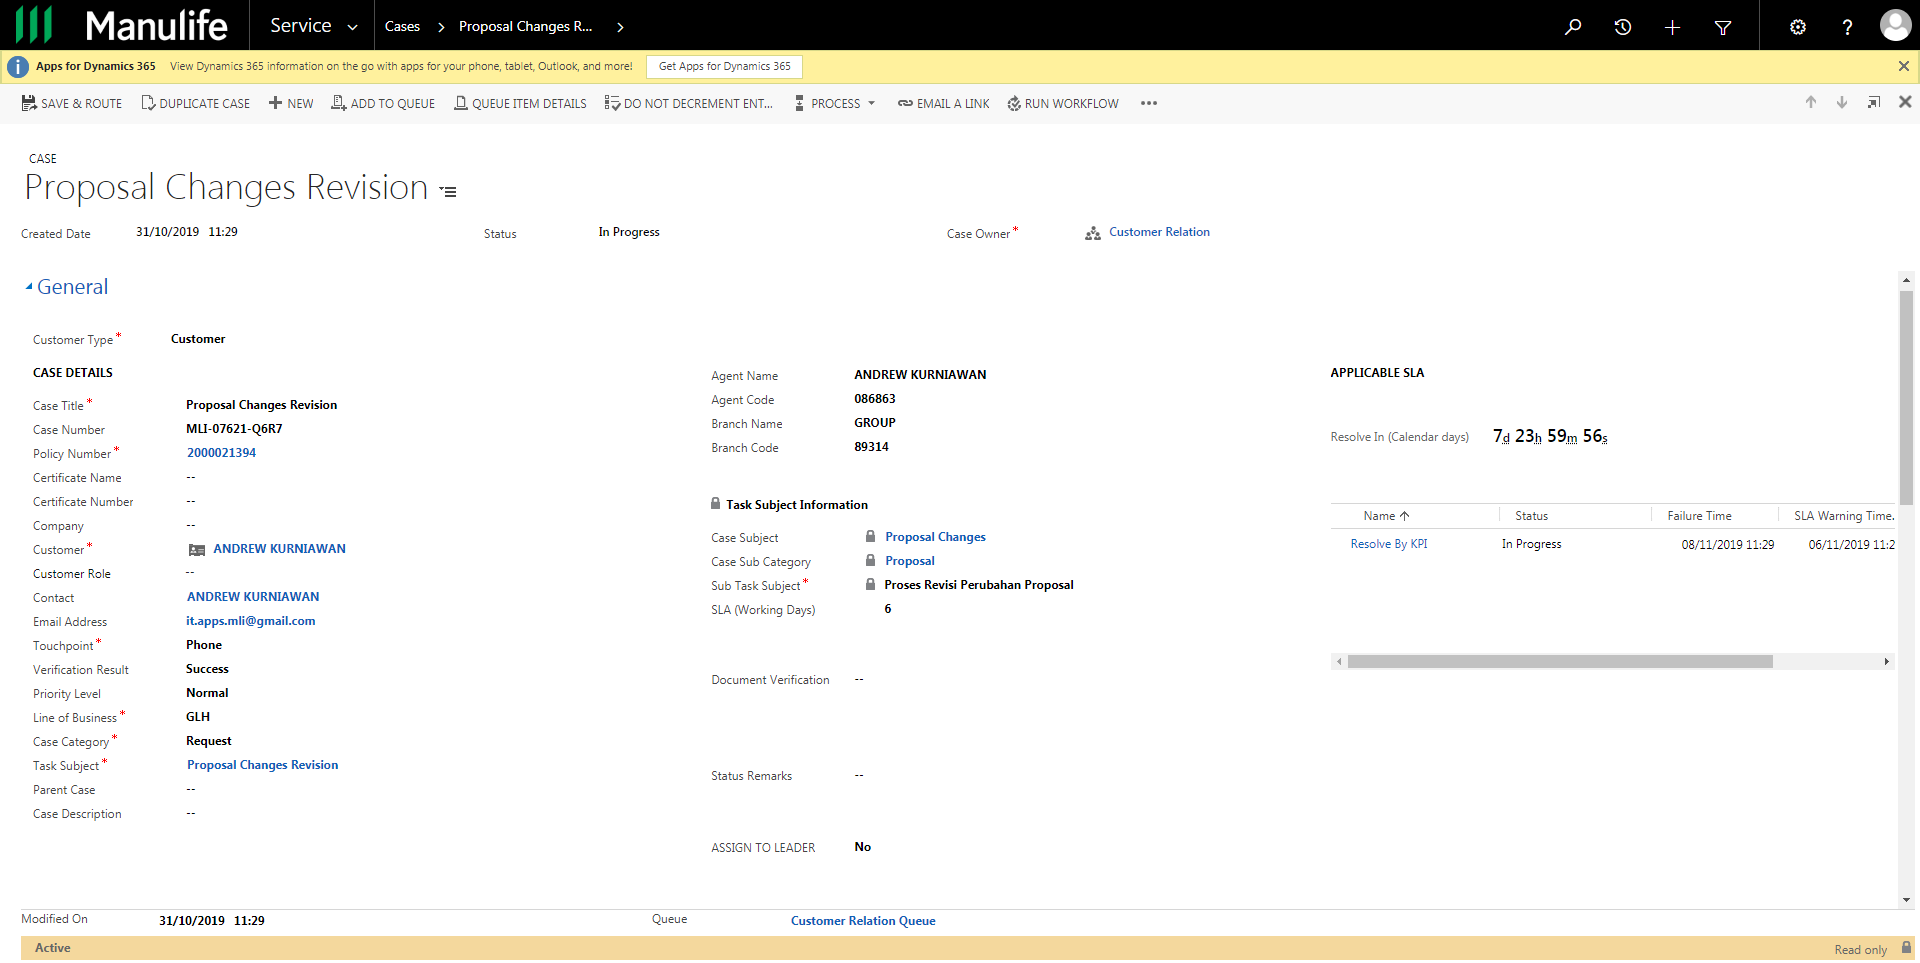 Manulife Service Cases Proposal Changes R...
Apps for Dynamics 365 View Dynamics 365 information on the go with apps for your phone, tablet, Outlook, and more! Get Apps for Dynamics 365
SAVE & ROUTE DUPLICATE CASE NEW ADD TO QUEUE QUEUE ITEM DETAILS DO NOT DECREMENT ENT... PROCESS EMAIL A LINK RUN WORKFLOW ...
CASE
Proposal Changes Revision
Created Date 31/10/2019 11:29 Status In Progress Case Owner* Customer Relation
General
Customer Type* Customer
CASE DETAILS
Case Title* Proposal Changes Revision
Case Number MLI-07621-Q6R7
Policy Number* 2000021394
Certificate Name --
Certificate Number --
Company --
Customer* ANDREW KURNIAWAN
Customer Role --
Contact ANDREW KURNIAWAN
Email Address it.apps.mli@gmail.com
Touchpoint* Phone
Verification Result Success
Priority Level Normal
Line of Business* GLH
Case Category* Request
Task Subject* Proposal Changes Revision
Parent Case --
Case Description --
Agent Name ANDREW KURNIAWAN
Agent Code 086863
Branch Name GROUP
Branch Code 89314
Task Subject Information
Case Subject Proposal Changes
Case Sub Category Proposal
Sub Task Subject* Proses Revisi Perubahan Proposal
SLA (Working Days) 6
Document Verification --
Status Remarks --
ASSIGN TO LEADER No
APPLICABLE SLA
Resolve In (Calendar days) 7d 23h 59m 56s
Name Status Failure Time SLA Warning Time.
Resolve By KPI In Progress 08/11/2019 11:29 06/11/2019 11:2
Modified On 31/10/2019 11:29 Queue Customer Relation Queue
Active Read only